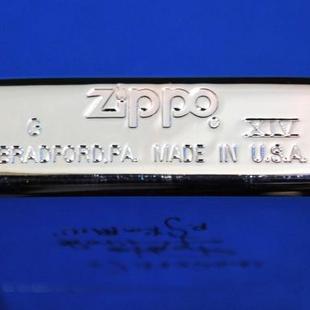 Zippo®
G XIV
BRADFORD,PA. MADE IN U.S.A.